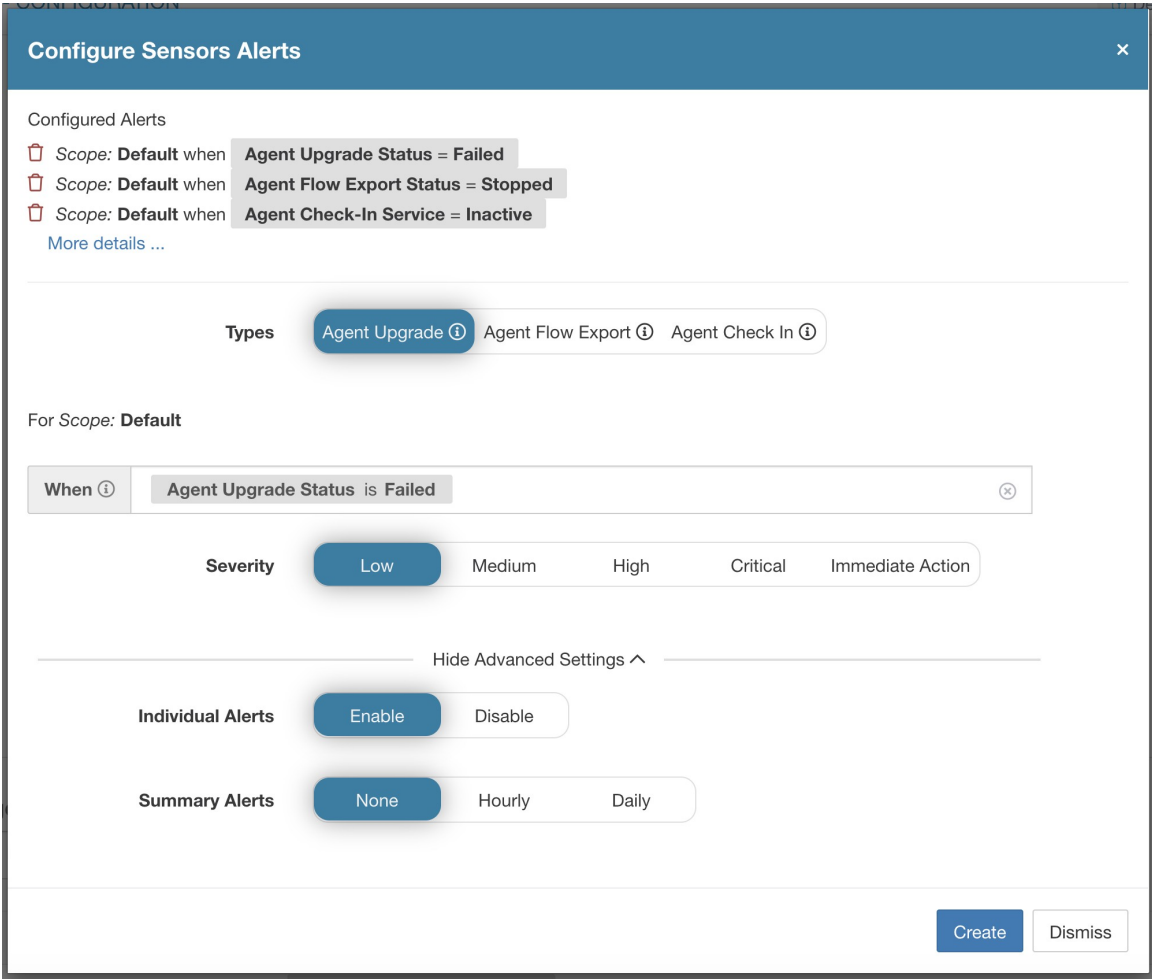 CONFIGURATION
Configure Sensors Alerts ×
Configured Alerts
Scope: Default when Agent Upgrade Status = Failed
Scope: Default when Agent Flow Export Status = Stopped
Scope: Default when Agent Check-In Service = Inactive
More details ...
Types Agent Upgrade Agent Flow Export Agent Check In
For Scope: Default
When Agent Upgrade Status is Failed
Severity Low Medium High Critical Immediate Action
Hide Advanced Settings
Individual Alerts Enable Disable
Summary Alerts None Hourly Daily
Create Dismiss